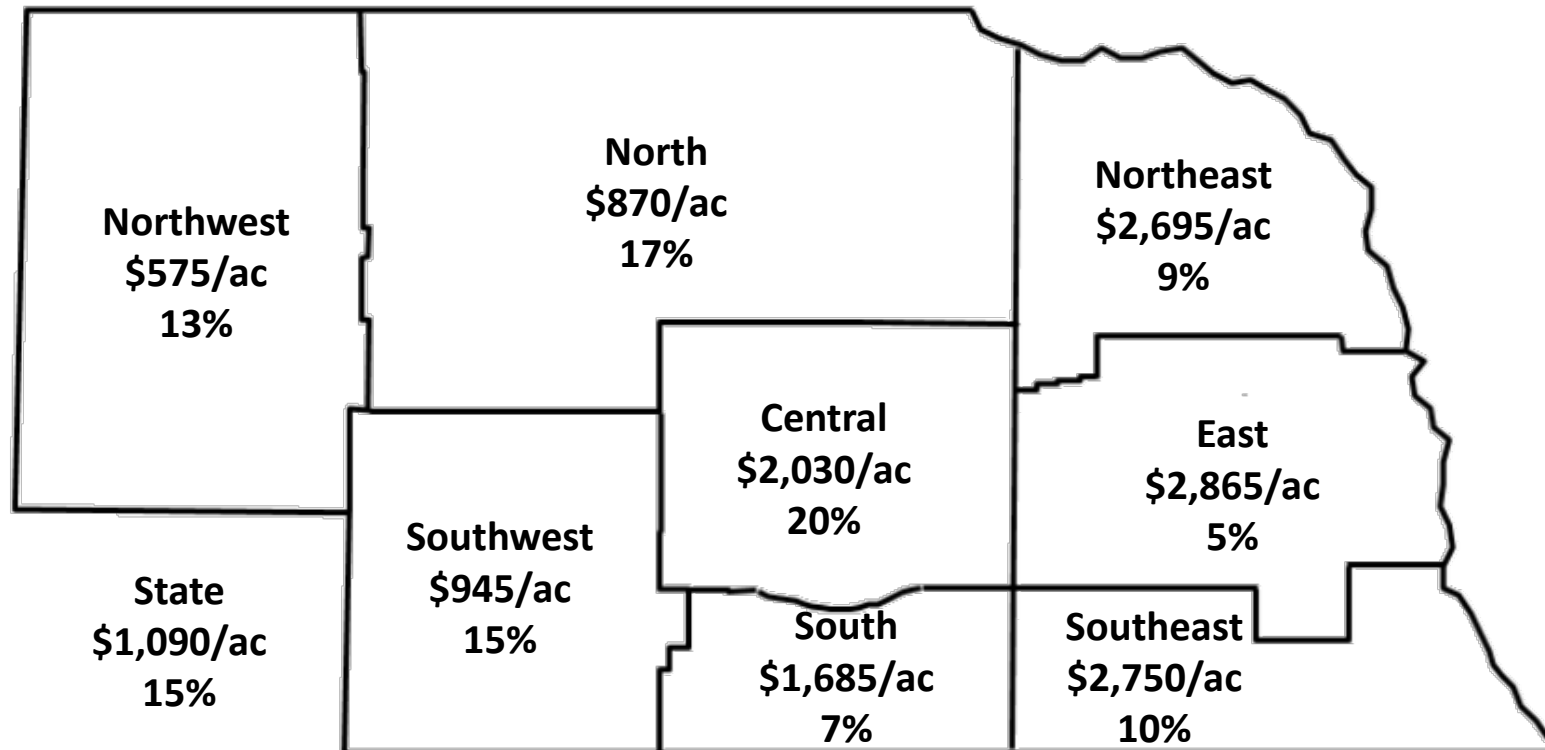 North
$870/ac
17%
Northeast
$2,695/ac
9%
Northwest
$575/ac
13%
Central
$2,030/ac
20%
East
$2,865/ac
5%
Southwest
$945/ac
15%
State
$1,090/ac
15%
South
$1,685/ac
7%
Southeast
$2,750/ac
10%